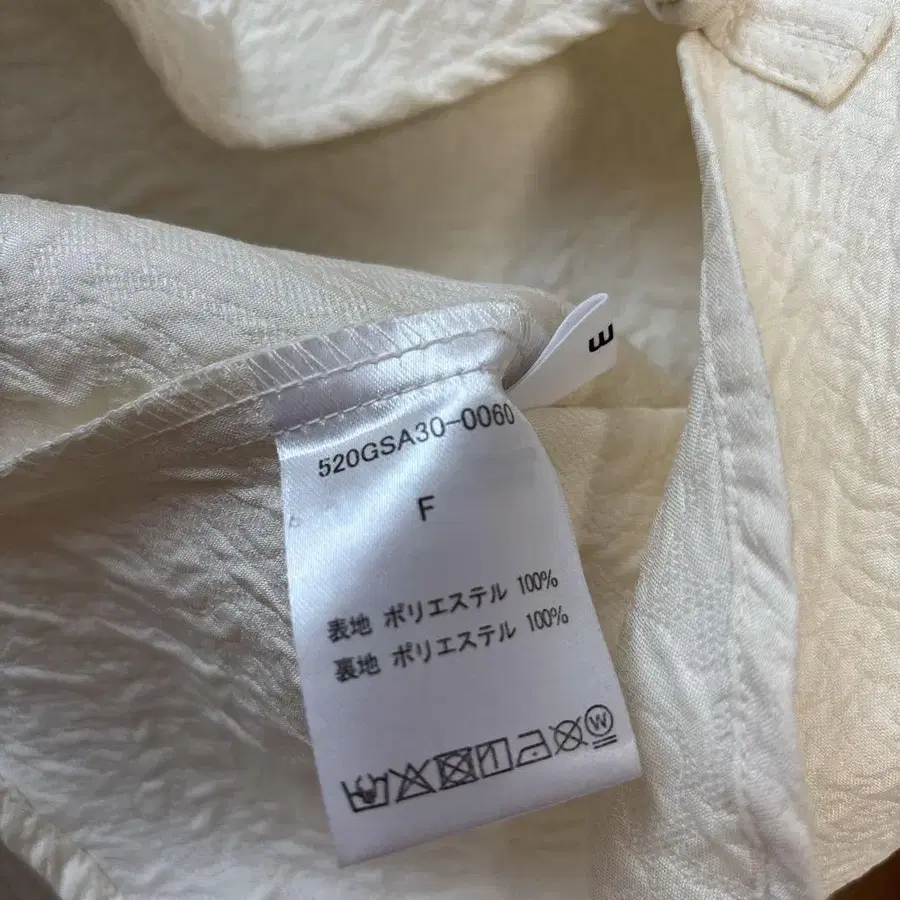 520GSA30-0060
F
表地 ポリエステル 100%
裏地 ポリエステル 100%
W